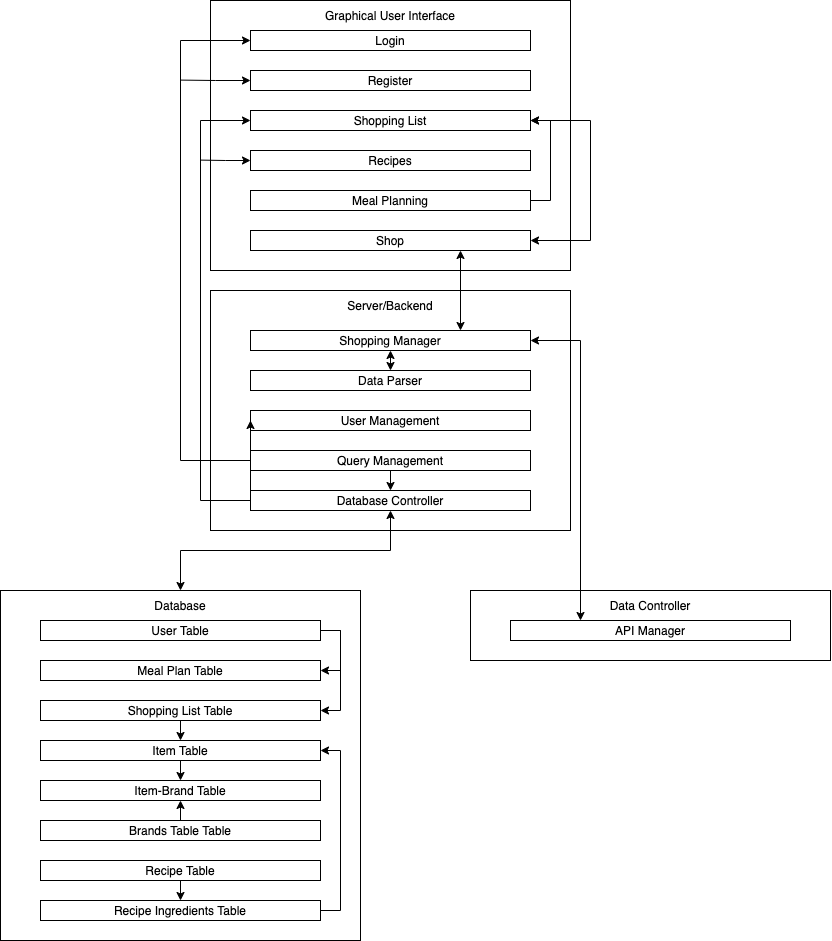 Graphical User Interface
Login
Register
Shopping List
Recipes
Meal Planning
Shop
Server/Backend
Shopping Manager
Data Parser
User Management
Query Management
Database Controller
Database
User Table
Meal Plan Table
Shopping List Table
Item Table
Item-Brand Table
Brands Table Table
Recipe Table
Recipe Ingredients Table
Data Controller
API Manager